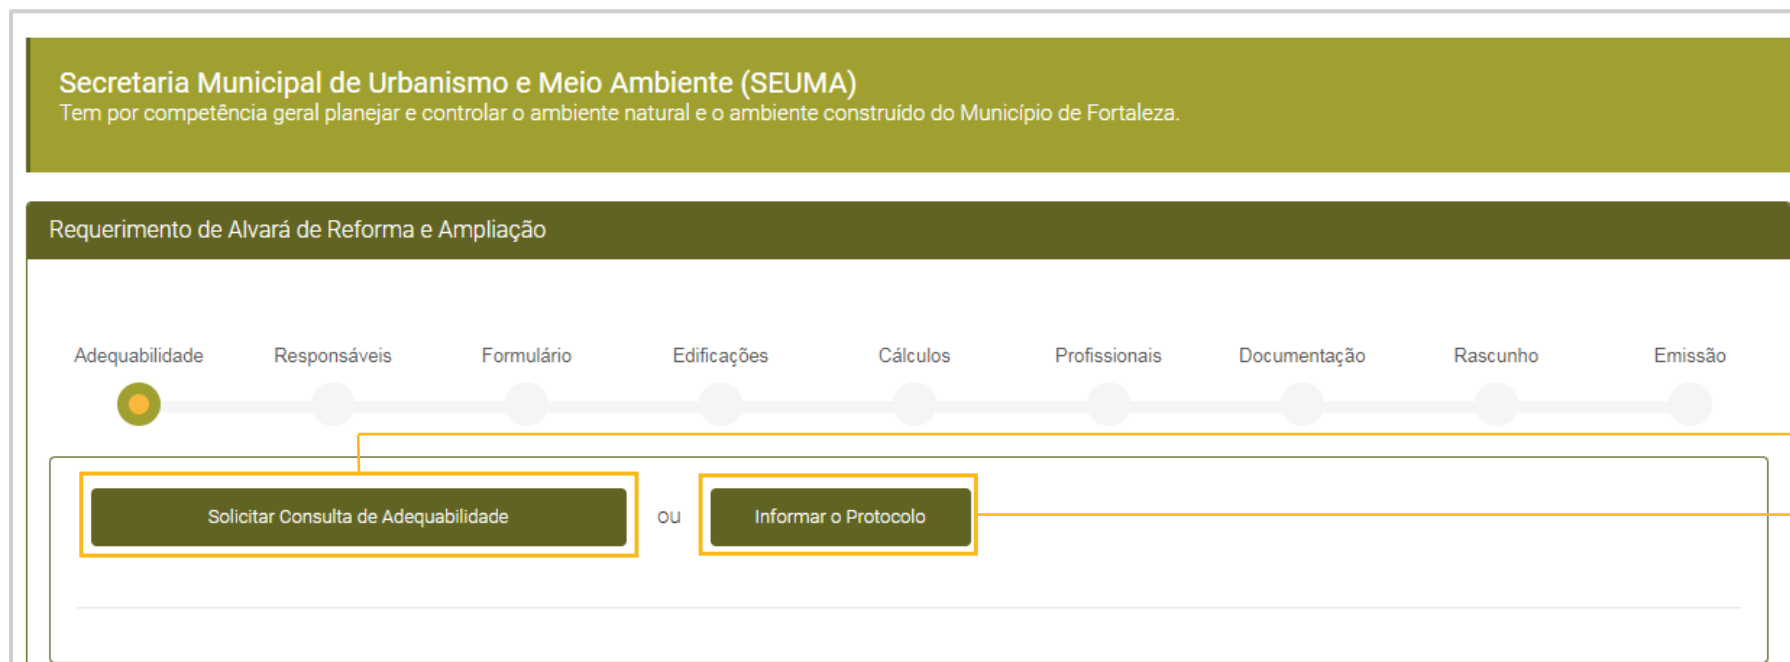 Secretaria Municipal de Urbanismo e Meio Ambiente (SEUMA)
Tem por competência geral planejar e controlar o ambiente natural e o ambiente construído do Município de Fortaleza.
Requerimento de Alvará de Reforma e Ampliação
Adequabilidade Responsáveis Formulário Edificações Cálculos Profissionais Documentação Rascunho Emissão
Solicitar Consulta de Adequabilidade ou Informar o Protocolo